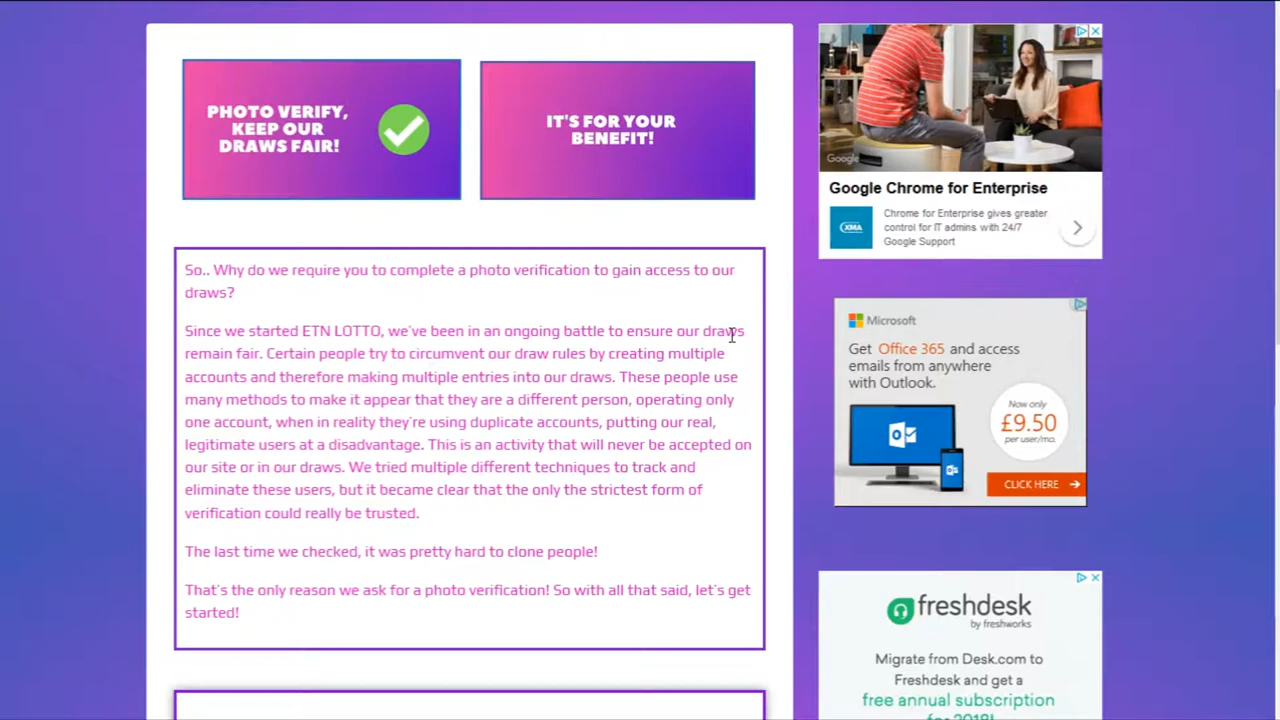 PHOTO VERIFY,
KEEP OUR
DRAWS FAIR!
IT'S FOR YOUR
BENEFIT!
So.. Why do we require you to complete a photo verification to gain access to our
draws?
Since we started ETN LOTTO, we've been in an ongoing battle to ensure our draws
remain fair. Certain people try to circumvent our draw rules by creating multiple
accounts and therefore making multiple entries into our draws. These people use
many methods to make it appear that they are a different person, operating only
one account, when in reality they're using duplicate accounts, putting our real,
legitimate users at a disadvantage. This is an activity that will never be accepted on
our site or in our draws. We tried multiple different techniques to track and
eliminate these users, but it became clear that the only the strictest form of
verification could really be trusted.
The last time we checked, it was pretty hard to clone people!
That's the only reason we ask for a photo verification! So with all that said, let's get
started!
Google
Google Chrome for Enterprise
XMA
Chrome for Enterprise gives greater
control for IT admins with 24/7
Google Support
Microsoft
Get Office 365 and access
emails from anywhere
with Outlook.
Now only
£9.50
per user/mo.
CLICK HERE
freshdesk
by freshworks
Migrate from Desk.com to
Freshdesk and get a
free annual subscription
for 2018!